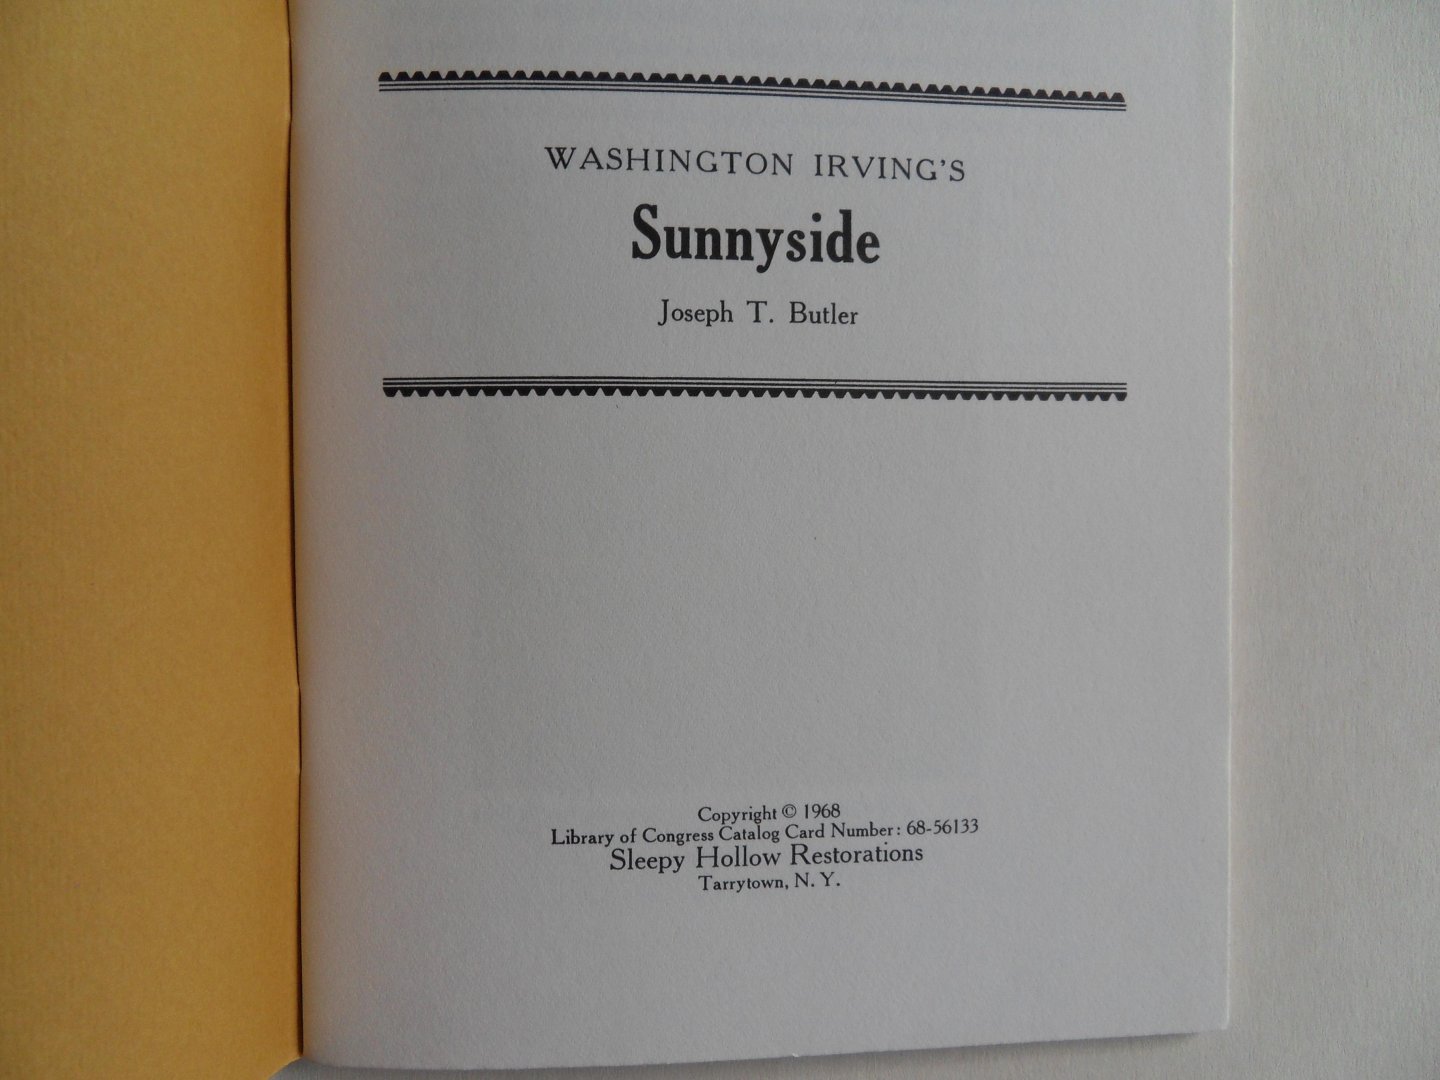 WASHINGTON IRVING'S
Sunnyside
Joseph T. Butler
Copyright © 1968
Library of Congress Catalog Card Number: 68-56133
Sleepy Hollow Restorations
Tarrytown, N. Y.